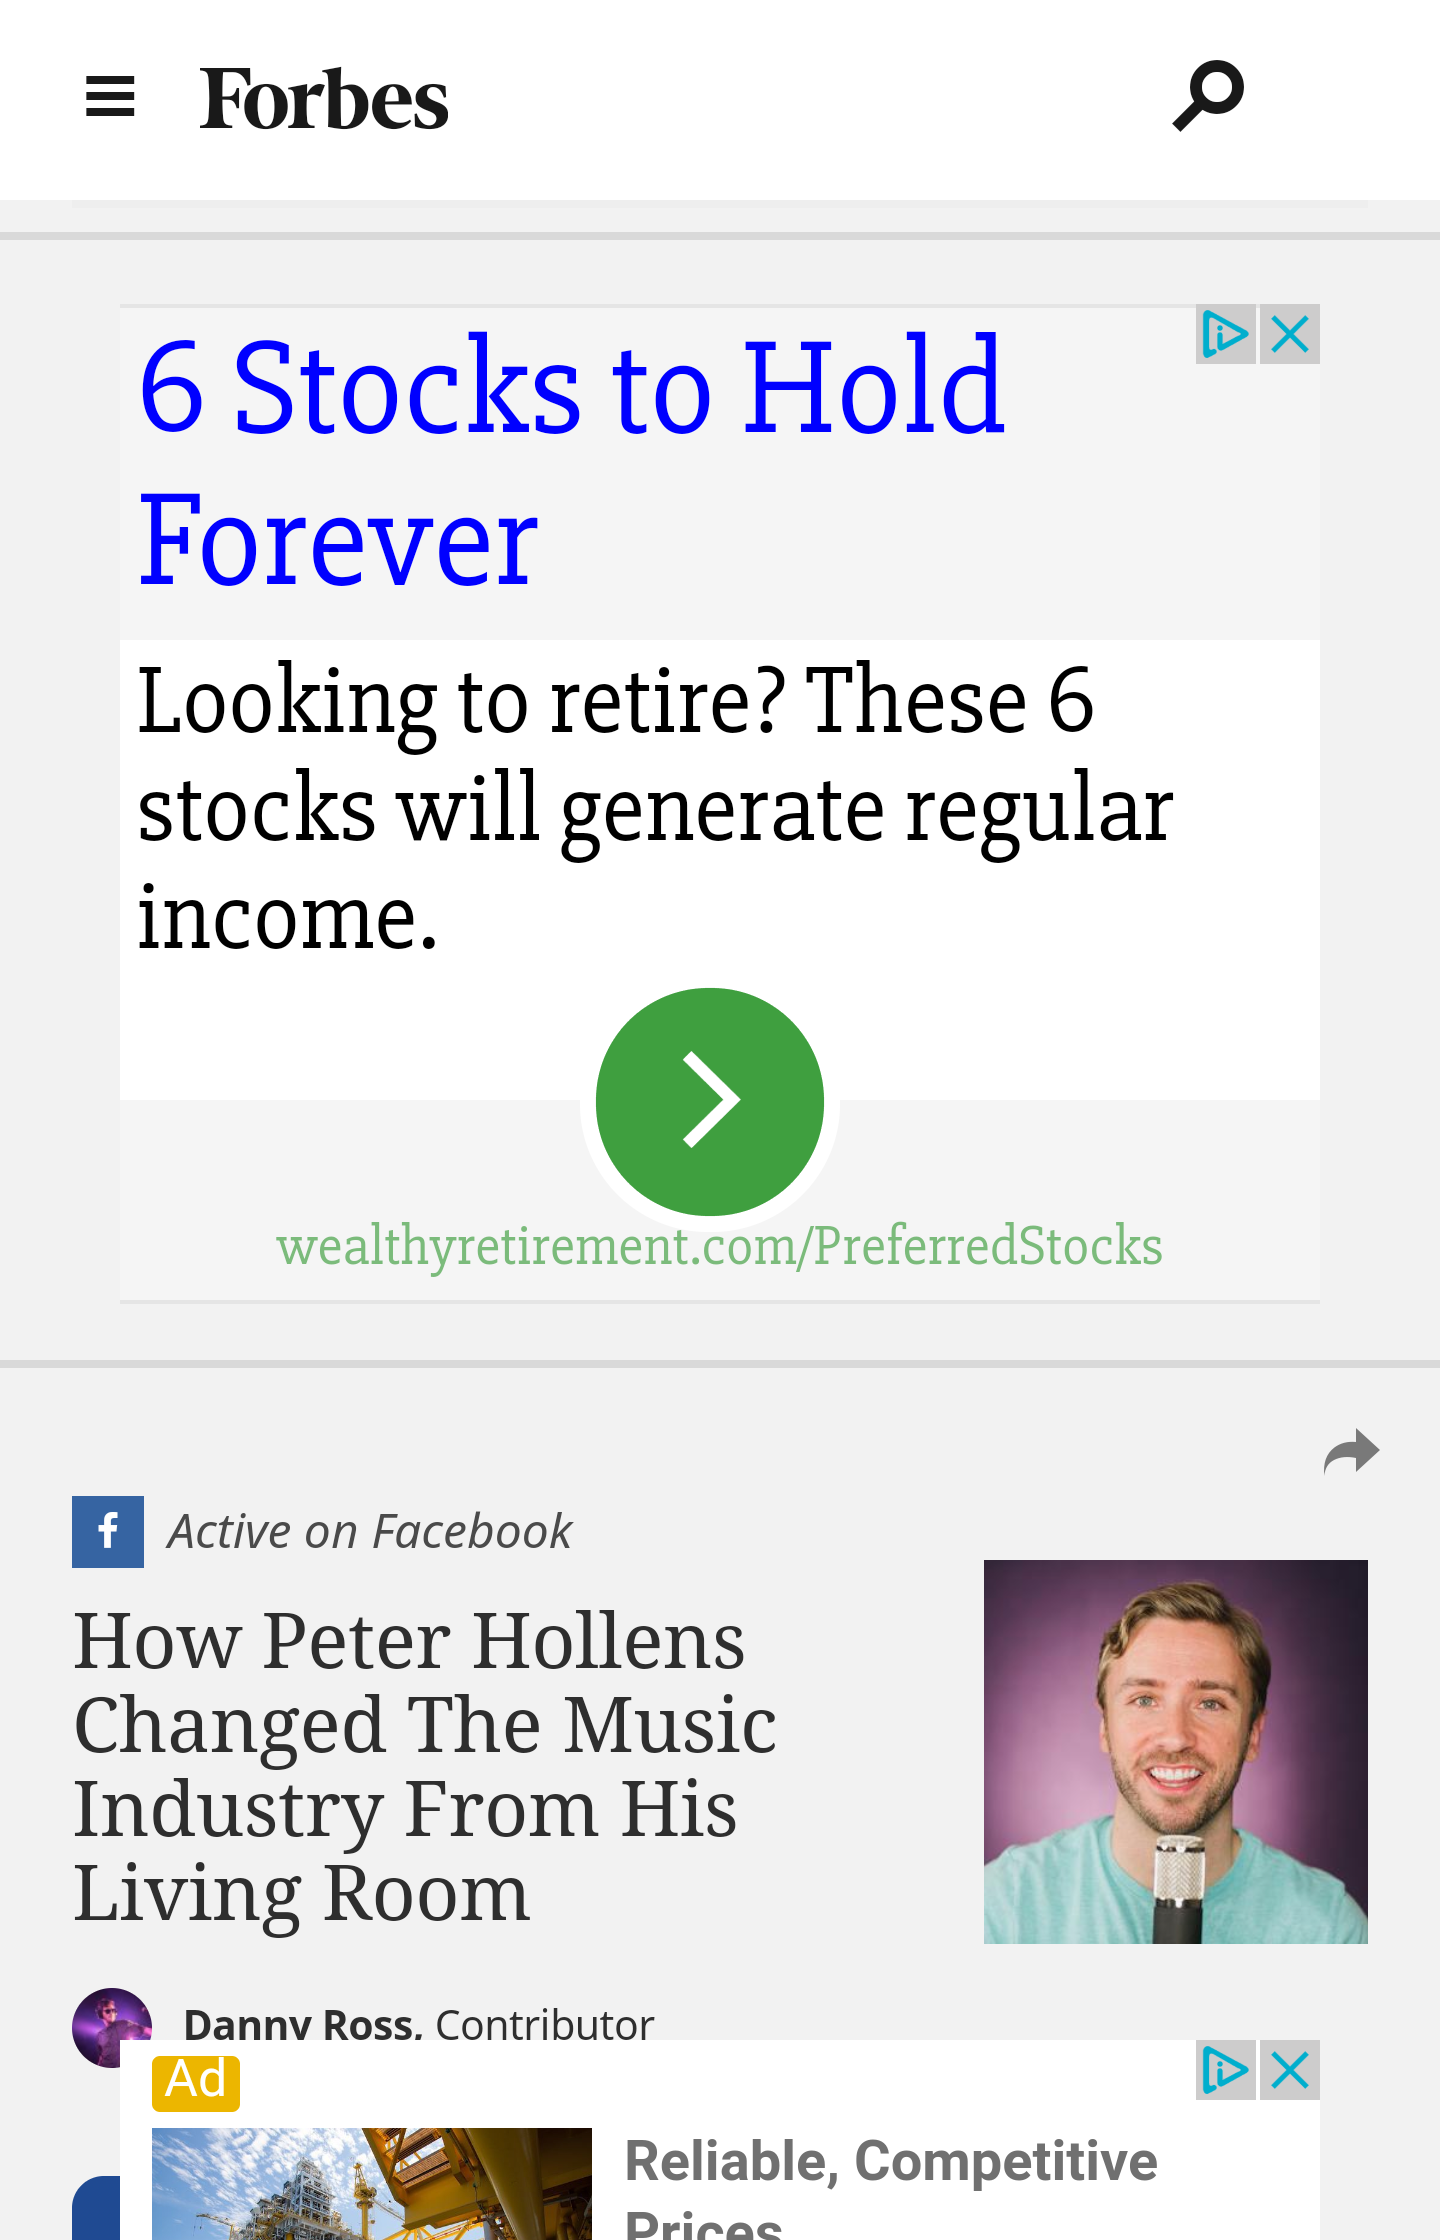 Forbes
6 Stocks to Hold
Forever
Looking to retire? These 6
stocks will generate regular
income.
wealthyretirement.com/PreferredStocks
f Active on Facebook
How Peter Hollens
Changed The Music
Industry From His
Living Room
Danny Ross, Contributor
Ad
Reliable, Competitive
Prices